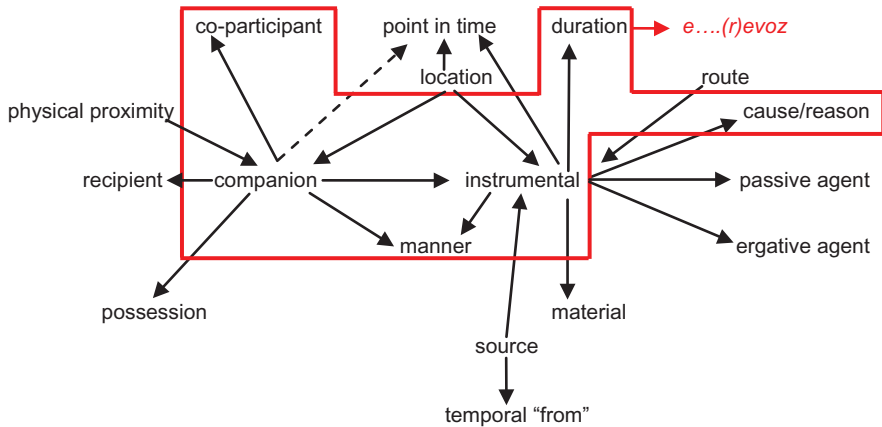 co-participant point in time duration e….(r)evoz
location route
physical proximity cause/reason
recipient companion instrumental passive agent
manner ergative agent
possession material
source
temporal “from”